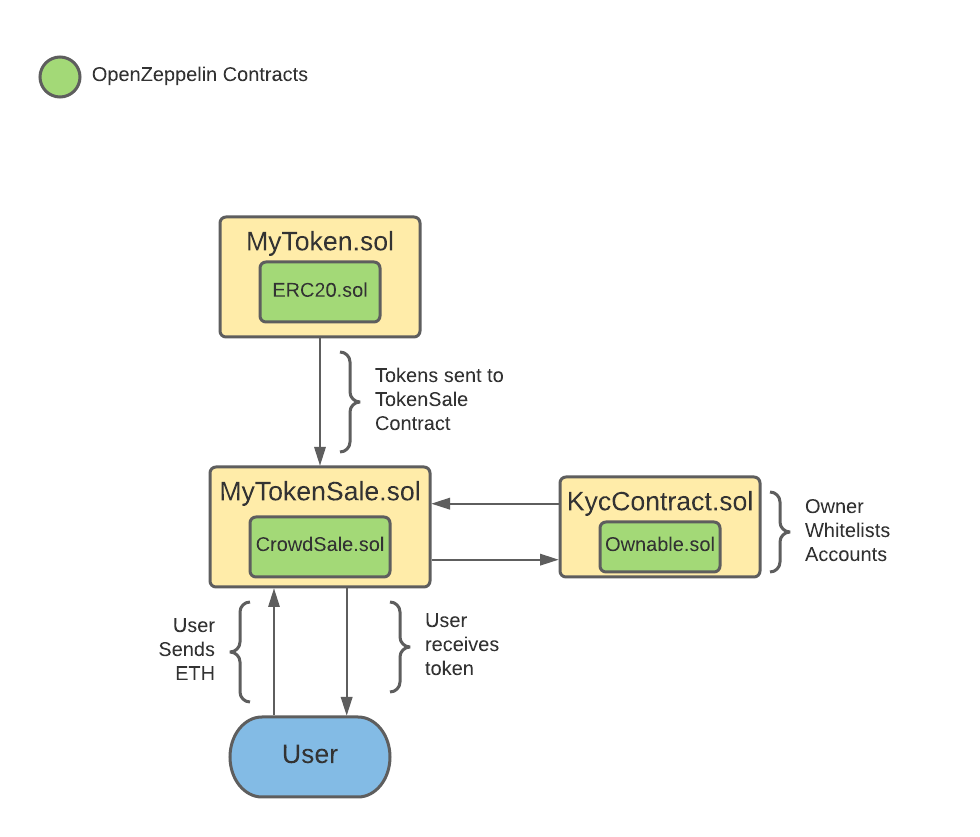 OpenZeppelin Contracts
MyToken.sol
ERC20.sol
Tokens sent to
TokenSale
Contract
MyTokenSale.sol
CrowdSale.sol
KycContract.sol
Ownable.sol
Owner
Whitelists
Accounts
User
Sends
ETH
User
receives
token
User